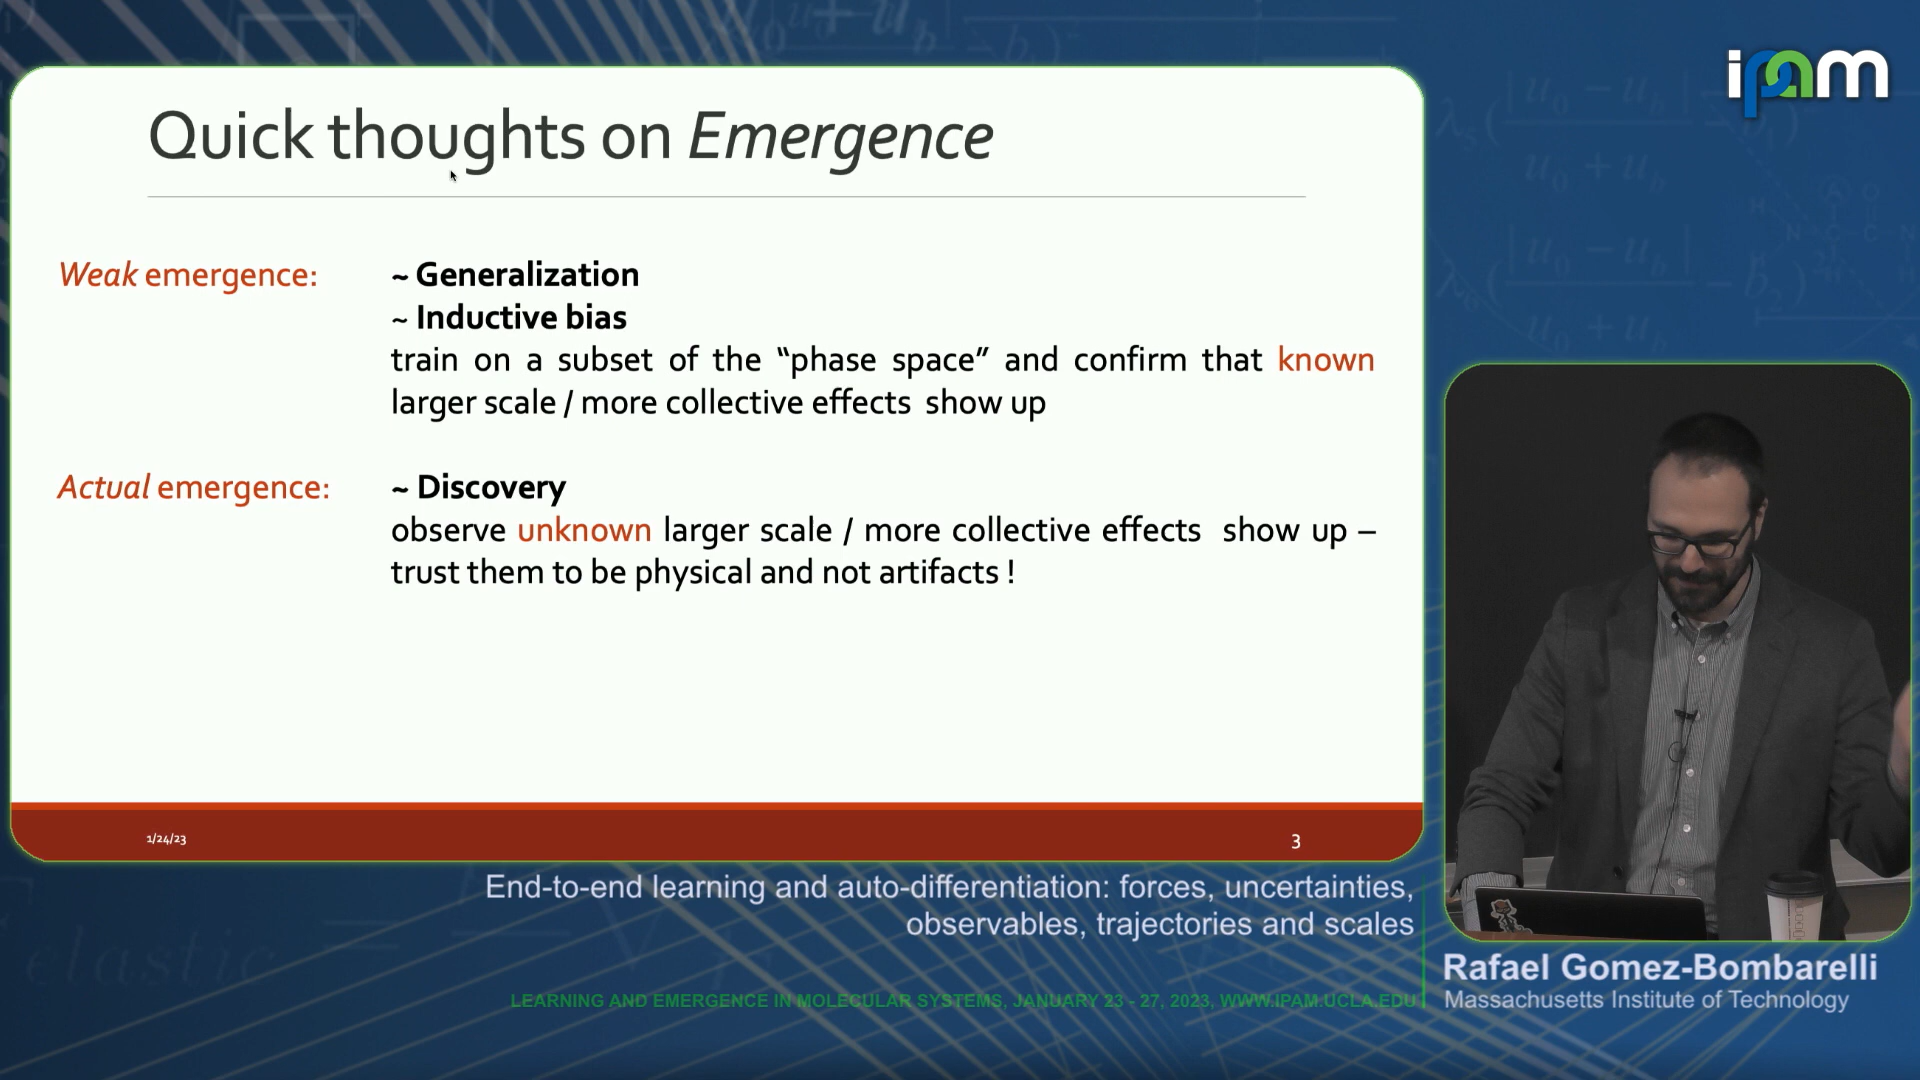 ipam
Quick thoughts on Emergence
Weak emergence:
~ Generalization
~ Inductive bias
train on a subset of the “phase space” and confirm that known
larger scale / more collective effects show up
Actual emergence:
~ Discovery
observe unknown larger scale / more collective effects show up –
trust them to be physical and not artifacts !
1/24/23
3
End-to-end learning and auto-differentiation: forces, uncertainties,
observables, trajectories and scales
Rafael Gomez-Bombarelli
Massachusetts Institute of Technology
LEARNING AND EMERGENCE IN MOLECULAR SYSTEMS, JANUARY 23 - 27, 2023, WWW.IPAM.UCLA.EDU
elastic